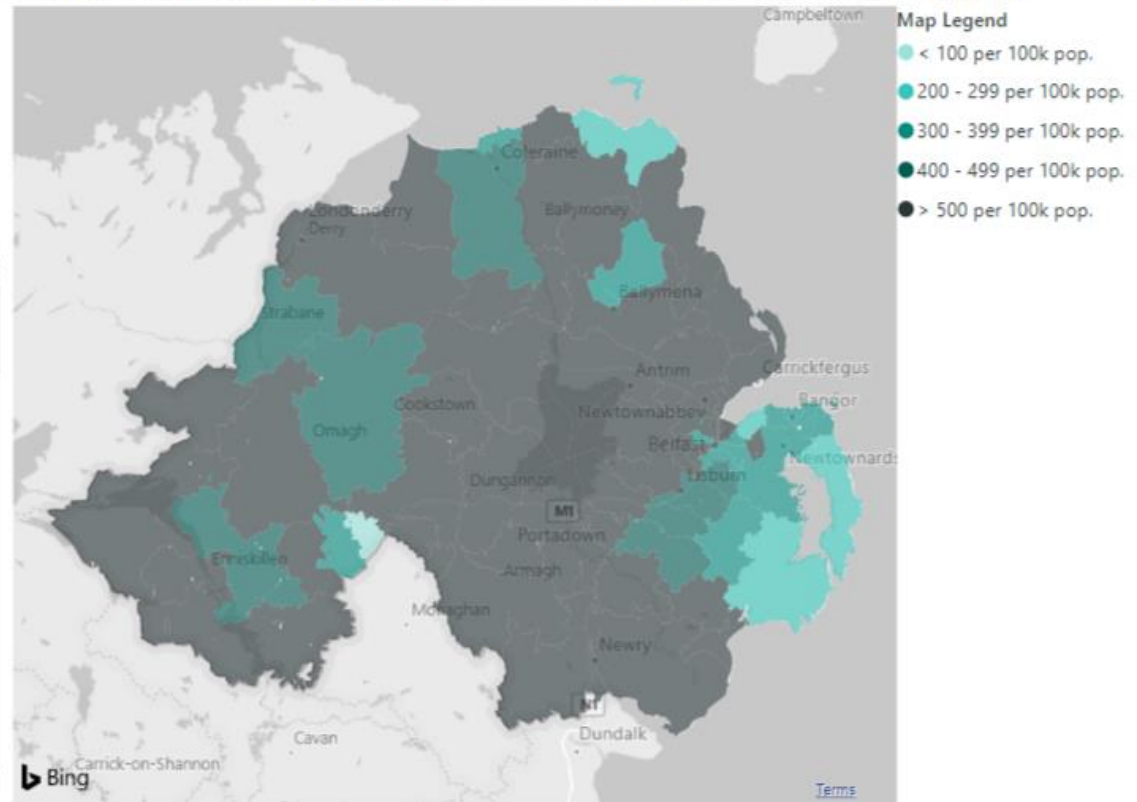 Campbeltown
Map Legend
< 100 per 100k pop.
200 - 299 per 100k pop.
300 - 399 per 100k pop.
400 - 499 per 100k pop.
> 500 per 100k pop.
Coleraine
Londonderry
Derry
Ballymoney
Ballymena
Strabane
Antrim
Carrickfergus
Cookstown
Newtownabbey
Bangor
Omagh
Belfast
Newtownards
Lisburn
Dungannon
M1
Portadown
Enniskillen
Armagh
Monaghan
Newry
N1
Dundalk
Cavan
Carrick-on-Shannon
Bing
Terms